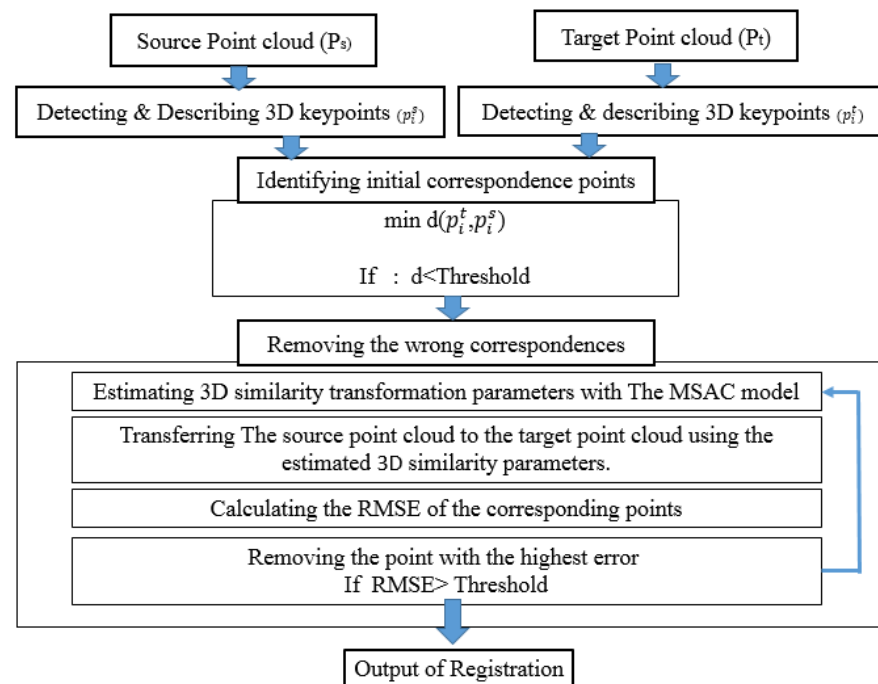 Source Point cloud (Ps)
Target Point cloud (Pt)
Detecting & Describing 3D keypoints (p_i^s)
Detecting & describing 3D keypoints (p_i^t)
Identifying initial correspondence points
min d(p_i^t,p_i^s)
If : d<Threshold
Removing the wrong correspondences
Estimating 3D similarity transformation parameters with The MSAC model
Transferring The source point cloud to the target point cloud using the
estimated 3D similarity parameters.
Calculating the RMSE of the corresponding points
Removing the point with the highest error
If RMSE> Threshold
Output of Registration